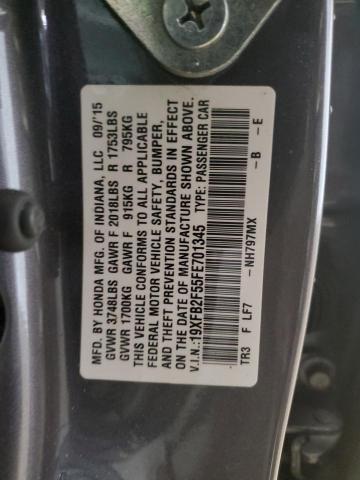 MFD. BY HONDA MFG. OF INDIANA, LLC 09/'15
GVWR 3748LBS GAWR F 2018LBS R 1753LBS
GVWR 1700KG GAWR F 915KG R 795KG
THIS VEHICLE CONFORMS TO ALL APPLICABLE
FEDERAL MOTOR VEHICLE SAFETY, BUMPER,
AND THEFT PREVENTION STANDARDS IN EFFECT
ON THE DATE OF MANUFACTURE SHOWN ABOVE.
V.I.N.:19XFB2F55FE701345 TYPE: PASSENGER CAR
TR3 F LF7 - NH797MX - B - E